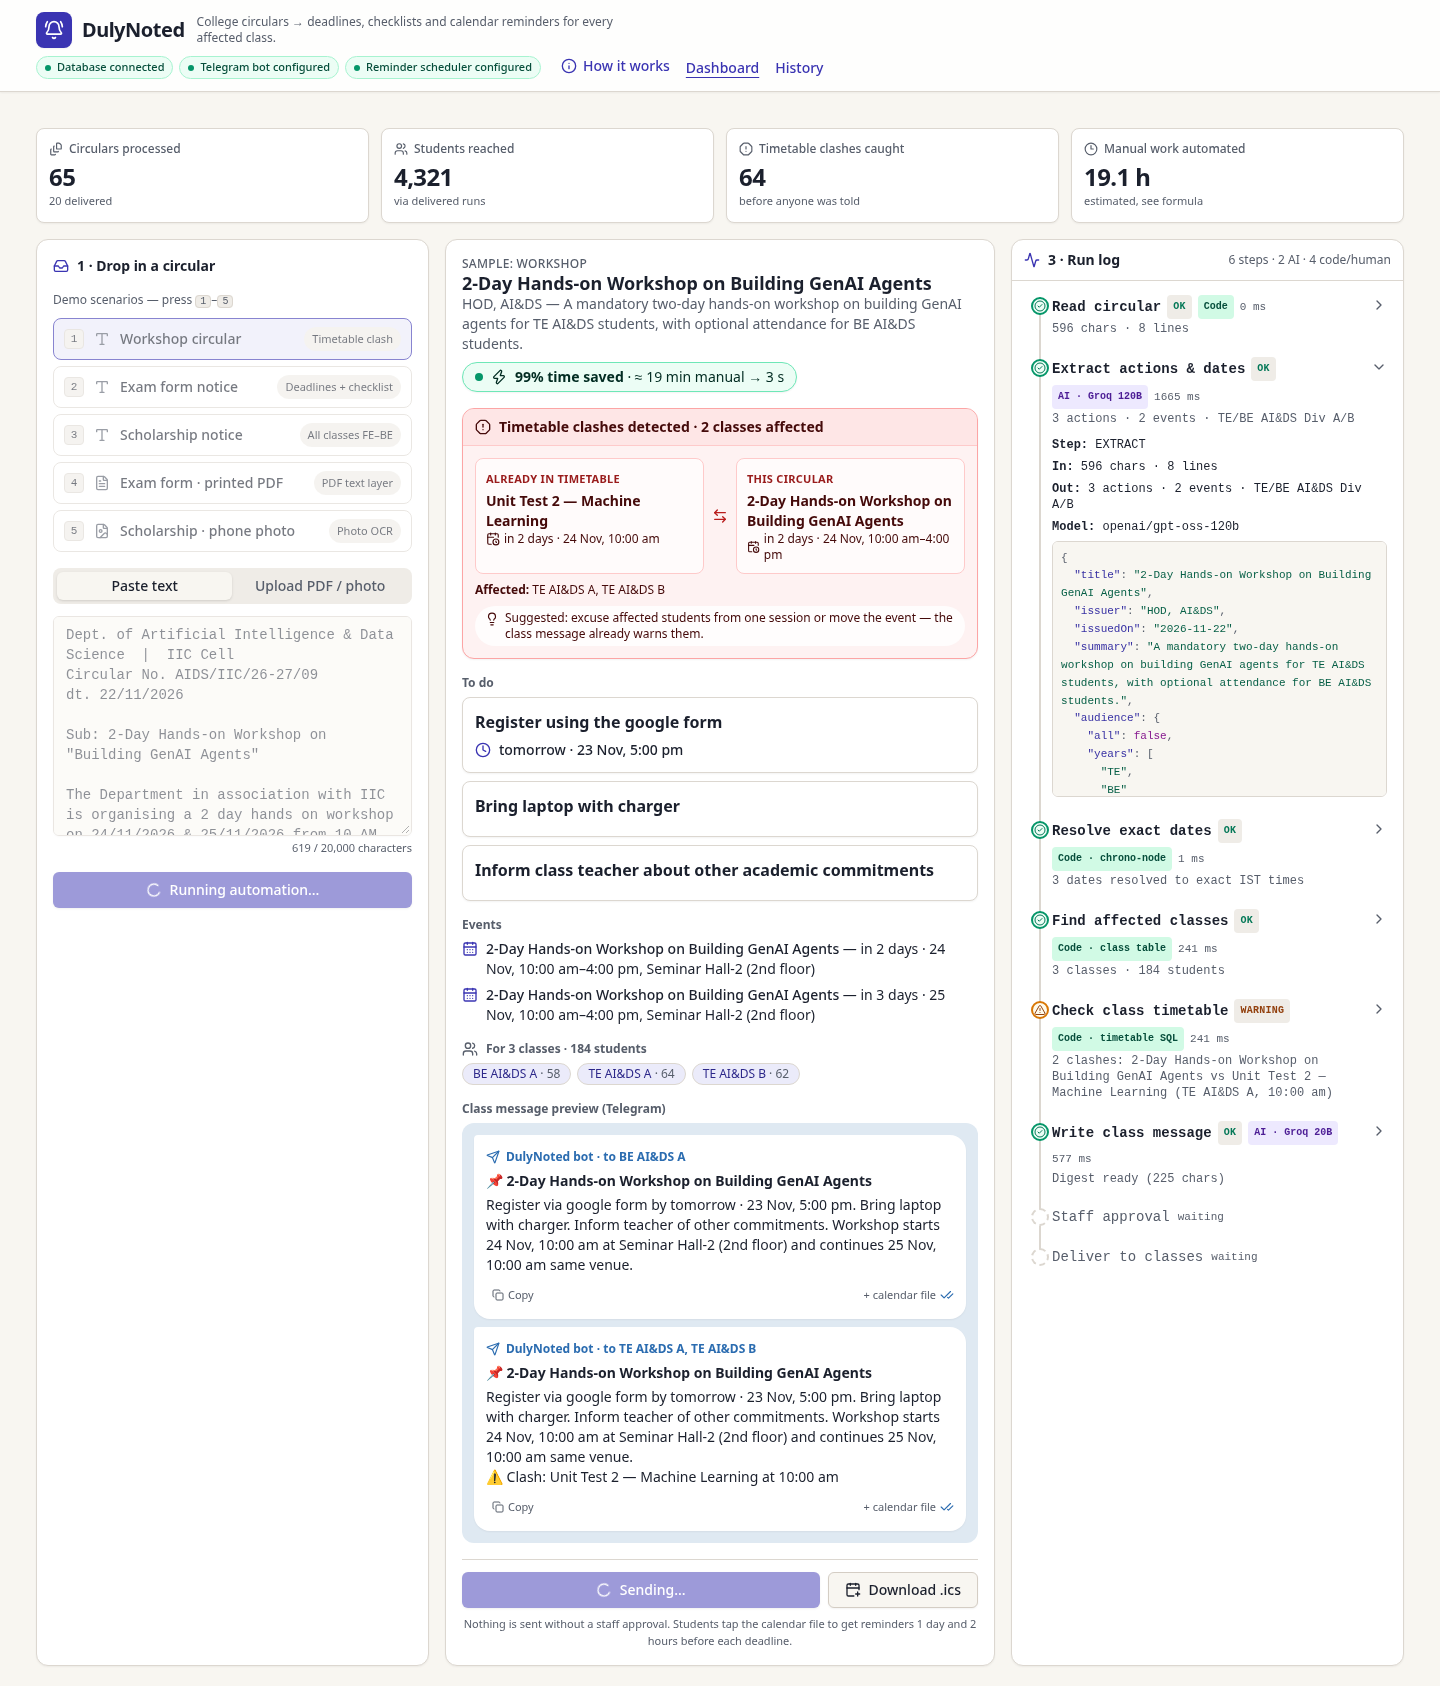 DulyNoted
College circulars → deadlines, checklists and calendar reminders for every
affected class.
Database connected
Telegram bot configured
Reminder scheduler configured
How it works
Dashboard
History
Circulars processed
65
20 delivered
Students reached
4,321
via delivered runs
Timetable clashes caught
64
before anyone was told
Manual work automated
19.1 h
estimated, see formula
1 · Drop in a circular
Demo scenarios — press 1–5
1 Workshop circular Timetable clash
2 Exam form notice Deadlines + checklist
3 Scholarship notice All classes FE–BE
4 Exam form · printed PDF PDF text layer
5 Scholarship · phone photo Photo OCR
Paste text
Upload PDF / photo
Dept. of Artificial Intelligence & Data
Science | IIC Cell
Circular No. AIDS/IIC/26-27/09
dt. 22/11/2026
Sub: 2-Day Hands-on Workshop on
"Building GenAI Agents"
The Department in association with IIC
is organising a 2 day hands on workshop
on 24/11/2026 & 25/11/2026 from 10 AM
619 / 20,000 characters
Running automation...
SAMPLE: WORKSHOP
2-Day Hands-on Workshop on Building GenAI Agents
HOD, AI&DS — A mandatory two-day hands-on workshop on building GenAI
agents for TE AI&DS students, with optional attendance for BE AI&DS
students.
99% time saved · ≈ 19 min manual → 3 s
Timetable clashes detected · 2 classes affected
ALREADY IN TIMETABLE
Unit Test 2 — Machine
Learning
in 2 days · 24 Nov, 10:00 am
THIS CIRCULAR
2-Day Hands-on Workshop on
Building GenAI Agents
in 2 days · 24 Nov, 10:00 am–4:00
pm
Affected: TE AI&DS A, TE AI&DS B
Suggested: excuse affected students from one session or move the event — the
class message already warns them.
To do
Register using the google form
tomorrow · 23 Nov, 5:00 pm
Bring laptop with charger
Inform class teacher about other academic commitments
Events
2-Day Hands-on Workshop on Building GenAI Agents — in 2 days · 24
Nov, 10:00 am–4:00 pm, Seminar Hall-2 (2nd floor)
2-Day Hands-on Workshop on Building GenAI Agents — in 3 days · 25
Nov, 10:00 am–4:00 pm, Seminar Hall-2 (2nd floor)
For 3 classes · 184 students
BE AI&DS A · 58
TE AI&DS A · 64
TE AI&DS B · 62
Class message preview (Telegram)
DulyNoted bot · to BE AI&DS A
📌 2-Day Hands-on Workshop on Building GenAI Agents
Register via google form by tomorrow · 23 Nov, 5:00 pm. Bring laptop
with charger. Inform teacher of other commitments. Workshop starts
24 Nov, 10:00 am at Seminar Hall-2 (2nd floor) and continues 25 Nov,
10:00 am same venue.
Copy
+ calendar file
DulyNoted bot · to TE AI&DS A, TE AI&DS B
📌 2-Day Hands-on Workshop on Building GenAI Agents
Register via google form by tomorrow · 23 Nov, 5:00 pm. Bring laptop
with charger. Inform teacher of other commitments. Workshop starts
24 Nov, 10:00 am at Seminar Hall-2 (2nd floor) and continues 25 Nov,
10:00 am same venue.
⚠️ Clash: Unit Test 2 — Machine Learning at 10:00 am
Copy
+ calendar file
Sending...
Download .ics
Nothing is sent without a staff approval. Students tap the calendar file to get reminders 1 day and 2
hours before each deadline.
3 · Run log
6 steps · 2 AI · 4 code/human
Read circular OK Code 0 ms
596 chars · 8 lines
Extract actions & dates OK
AI · Groq 120B 1665 ms
3 actions · 2 events · TE/BE AI&DS Div A/B
Step: EXTRACT
In: 596 chars · 8 lines
Out: 3 actions · 2 events · TE/BE AI&DS Div
A/B
Model: openai/gpt-oss-120b
{
"title": "2-Day Hands-on Workshop on Building
GenAI Agents",
"issuer": "HOD, AI&DS",
"issuedOn": "2026-11-22",
"summary": "A mandatory two-day hands-on
workshop on building GenAI agents for TE AI&DS
students, with optional attendance for BE AI&DS
students.",
"audience": {
"all": false,
"years": [
"TE",
"BE"
Resolve exact dates OK
Code · chrono-node 1 ms
3 dates resolved to exact IST times
Find affected classes OK
Code · class table 241 ms
3 classes · 184 students
Check class timetable WARNING
Code · timetable SQL 241 ms
2 clashes: 2-Day Hands-on Workshop on
Building GenAI Agents vs Unit Test 2 —
Machine Learning (TE AI&DS A, 10:00 am)
Write class message OK AI · Groq 20B
577 ms
Digest ready (225 chars)
Staff approval waiting
Deliver to classes waiting